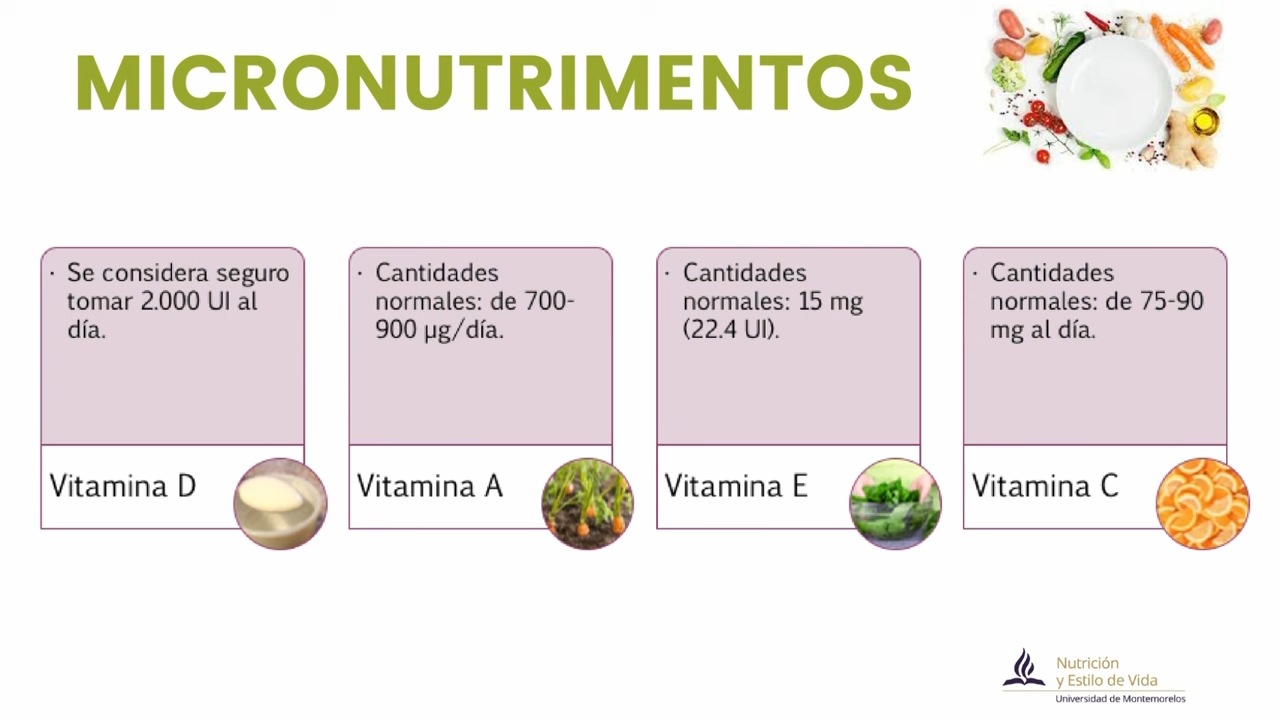 MICRONUTRIMENTOS
· Se considera seguro
tomar 2.000 UI al
día.
Vitamina D
· Cantidades
normales: de 700-
900 µg/día.
Vitamina A
· Cantidades
normales: 15 mg
(22.4 UI).
Vitamina E
· Cantidades
normales: de 75-90
mg al día.
Vitamina C
Nutrición
y Estilo de Vida
Universidad de Montemorelos